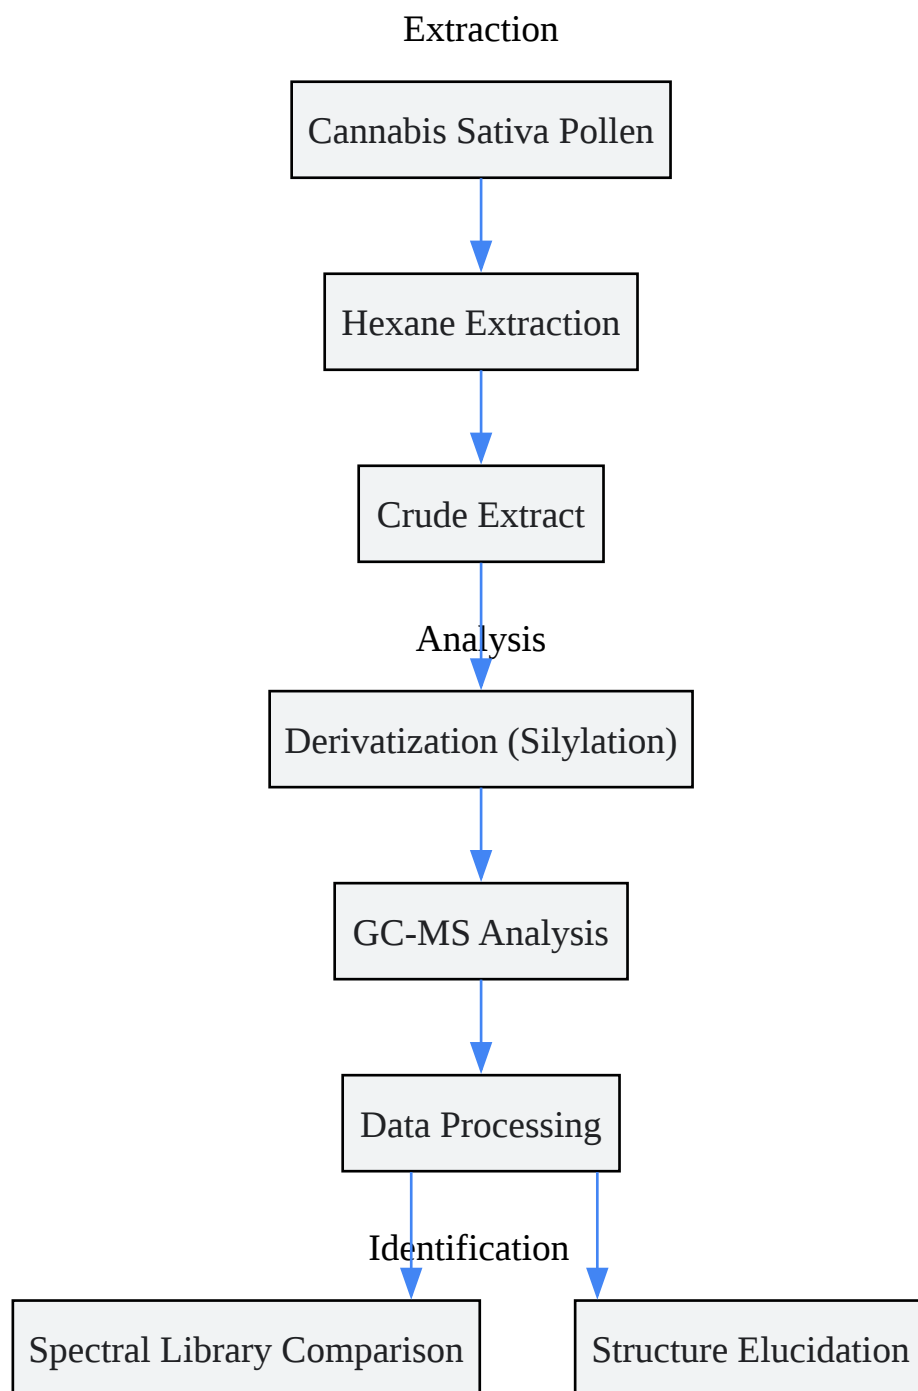 Extraction
Cannabis Sativa Pollen
Hexane Extraction
Crude Extract
Analysis
Derivatization (Silylation)
GC-MS Analysis
Data Processing
Identification
Spectral Library Comparison
Structure Elucidation